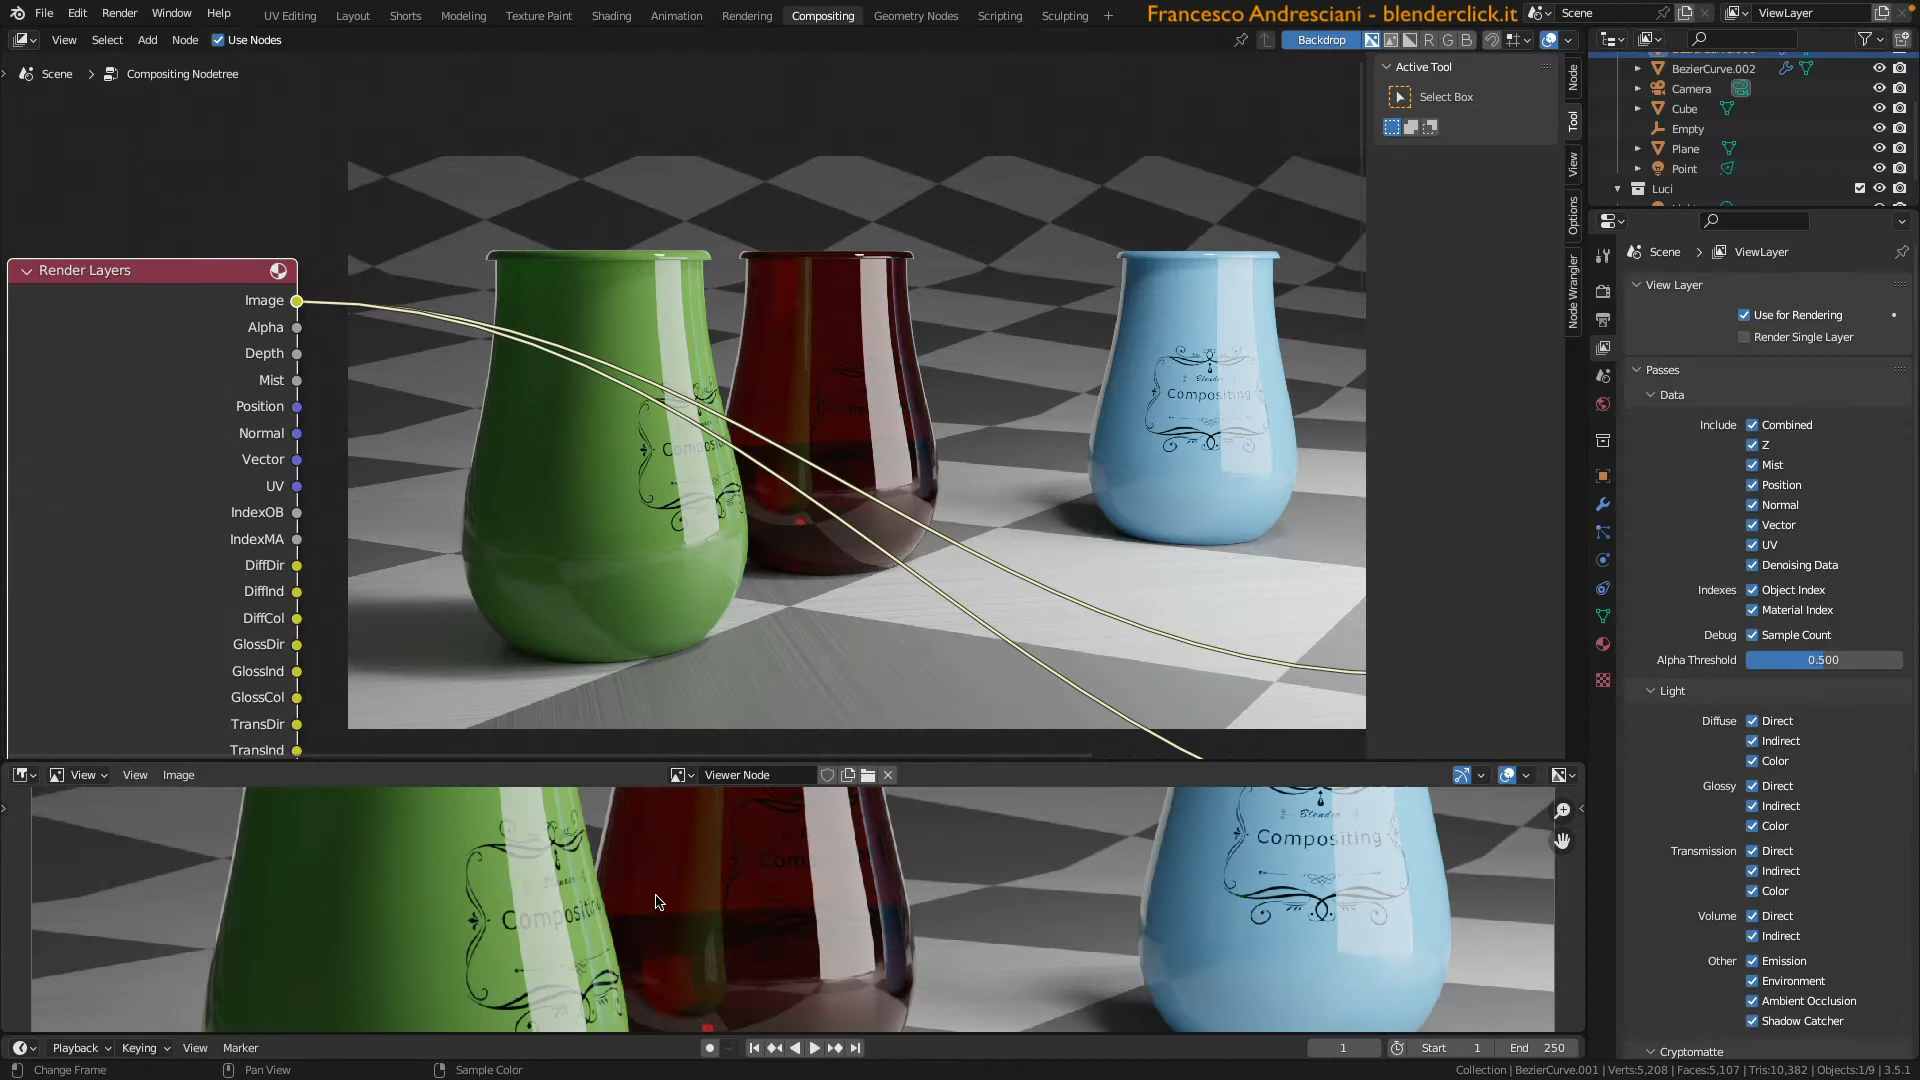 File Edit Render Window Help UV Editing Layout Shorts Modeling Texture Paint Shading Animation Rendering Compositing Geometry Nodes Scripting Sculpting + Francesco Andresciani - blenderclick.it Scene ViewLayer
View Select Add Node Use Nodes Backdrop R G B
Scene > Compositing Nodetree
Active Tool
Select Box
Node
Tool
View
Options
Node Wrangler
Render Layers
Image
Alpha
Depth
Mist
Position
Normal
Vector
UV
IndexOB
IndexMA
DiffDir
DiffInd
DiffCol
GlossDir
GlossInd
GlossCol
TransDir
TransInd
Blender
Compositing
View View Image Viewer Node
Compositing
Blender
Compositing
BezierCurve.002
Camera
Cube
Empty
Plane
Point
Luci
Scene > ViewLayer
View Layer
Use for Rendering
Render Single Layer
Passes
Data
Include Combined
Z
Mist
Position
Normal
Vector
UV
Denoising Data
Indexes Object Index
Material Index
Debug Sample Count
Alpha Threshold 0.500
Light
Diffuse Direct
Indirect
Color
Glossy Direct
Indirect
Color
Transmission Direct
Indirect
Color
Volume Direct
Indirect
Other Emission
Environment
Ambient Occlusion
Shadow Catcher
Cryptomatte
Playback Keying View Marker 1 Start 1 End 250
Change Frame Pan View Sample Color Collection | BezierCurve.001 | Verts:5,208 | Faces:5,107 | Tris:10,382 | Objects:1/9 | 3.5.1